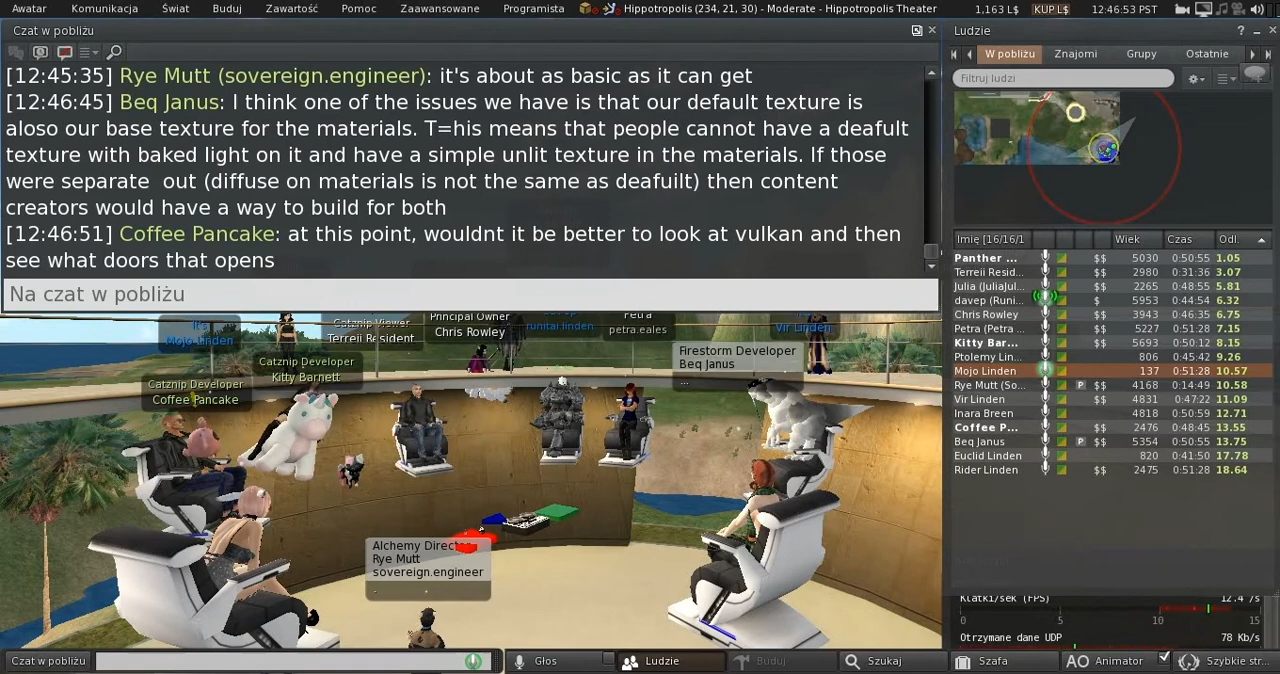 Awatar Komunikacja Świat Buduj Zawartość Pomoc Zaawansowane Programista Hippotropolis (234, 21, 30) - Moderate - Hippotropolis Theater 1,163 L$ KUP L$ 12:46:53 PST
Czat w pobliżu
[12:45:35] Rye Mutt (sovereign.engineer): it's about as basic as it can get
[12:46:45] Beq Janus: I think one of the issues we have is that our default texture is
aloso our base texture for the materials. T=his means that people cannot have a deafult
texture with baked light on it and have a simple unlit texture in the materials. If those
were separate  out (diffuse on materials is not the same as deafuilt) then content
creators would have a way to build for both
[12:46:51] Coffee Pancake: at this point, wouldnt it be better to look at vulkan and then
see what doors that opens
Na czat w pobliżu
It's
Mojo Linden
Catznip Viewer
Terreii Resident
Principal Owner
Chris Rowley
runitai.linden
Petra
petra.eales
Vir Linden
Catznip Developer
Kitty Barnett
Catznip Developer
Coffee Pancake
Firestorm Developer
Beq Janus
...
Alchemy Director
Rye Mutt
sovereign.engineer
Ludzie
W pobliżu Znajomi Grupy Ostatnie
Filtruj ludzi
Imię [16/16/1 Wiek Czas Odl.
Panther ... $$ 5030 0:50:55 1.05
Terreii Resid... $$ 2980 0:31:36 3.07
Julia (JuliaJul... $$ 2265 0:48:55 5.81
davep (Runi... $ 5953 0:44:54 6.32
Chris Rowley $$ 3943 0:46:35 6.75
Petra (Petra ... $$ 5227 0:51:28 7.15
Kitty Bar... $$ 5693 0:50:12 8.15
Ptolemy Lin... 806 0:45:42 9.26
Mojo Linden 137 0:51:28 10.57
Rye Mutt (So... P $$ 4168 0:14:49 10.58
Vir Linden $$ 4831 0:47:22 11.09
Inara Breen 4818 0:50:59 12.71
Coffee P... $$ 2476 0:48:45 13.55
Beq Janus P $$ 5354 0:50:55 13.75
Euclid Linden 820 0:41:50 17.78
Rider Linden $$ 2475 0:51:28 18.64
Klatki/sek (FPS) 12.4 /s
0 5 10 15
Otrzymane dane UDP 78 Kb/s
Czat w pobliżu Głos Ludzie Buduj Szukaj Szafa AO Animator Szybkie str...